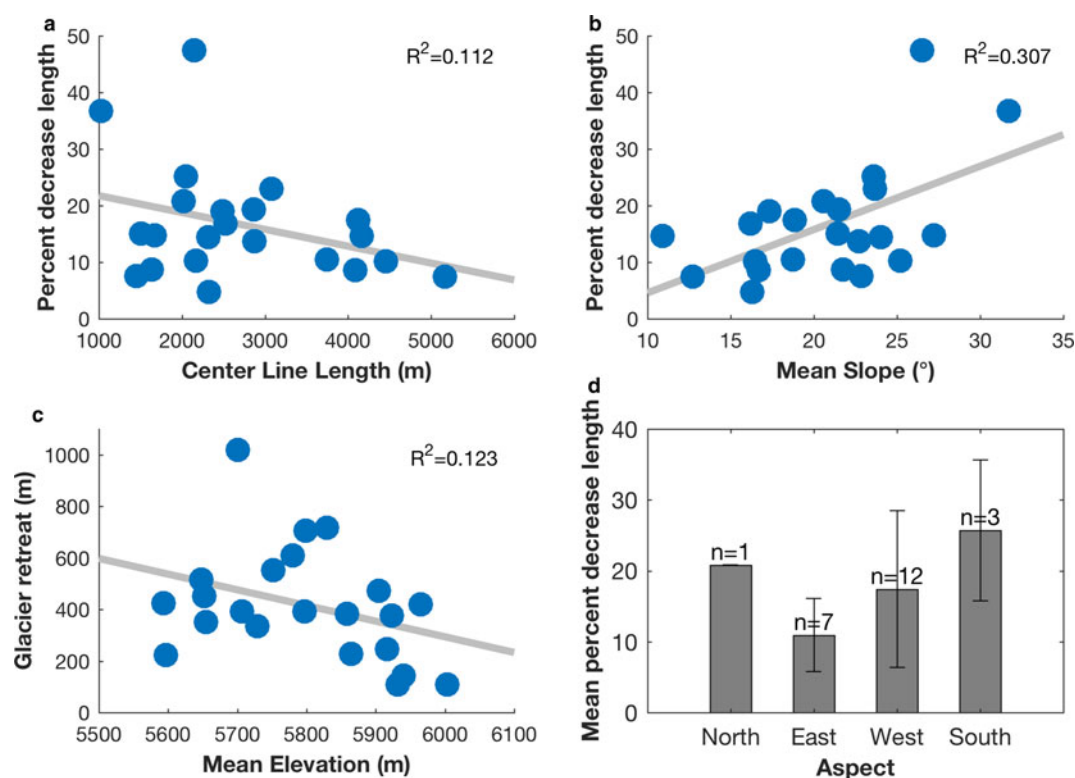 a
R²=0.112
Percent decrease length
50
40
30
20
10
0
1000 2000 3000 4000 5000 6000
Center Line Length (m)
b
R²=0.307
Percent decrease length
50
40
30
20
10
0
10 15 20 25 30 35
Mean Slope (°)
c
R²=0.123
Glacier retreat (m)
1000
800
600
400
200
0
5500 5600 5700 5800 5900 6000 6100
Mean Elevation (m)
d
Mean percent decrease length
40
30
20
10
0
n=1
n=7
n=12
n=3
North East West South
Aspect